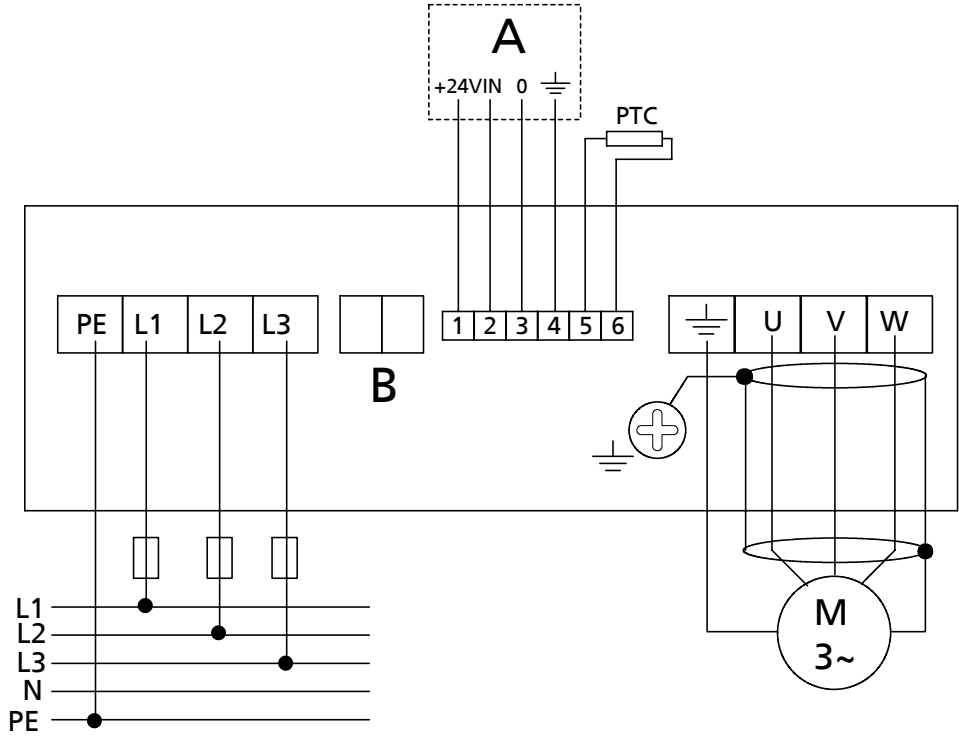 A
+24VIN 0
PTC
PE L1 L2 L3
1 2 3 4 5 6
U V W
B
M
3~
L1
L2
L3
N
PE